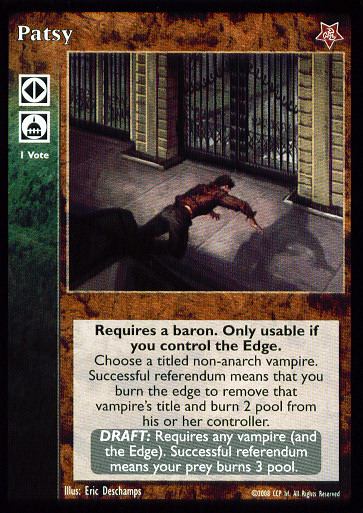 Patsy
1 Vote
Requires a baron. Only usable if
you control the Edge.
Choose a titled non-anarch vampire.
Successful referendum means that you
burn the edge to remove that
vampire's title and burn 2 pool from
his or her controller.
DRAFT: Requires any vampire (and
the Edge). Successful referendum
means your prey burns 3 pool.
Illus: Eric Deschamps
©2008 CCP hf. All Rights Reserved